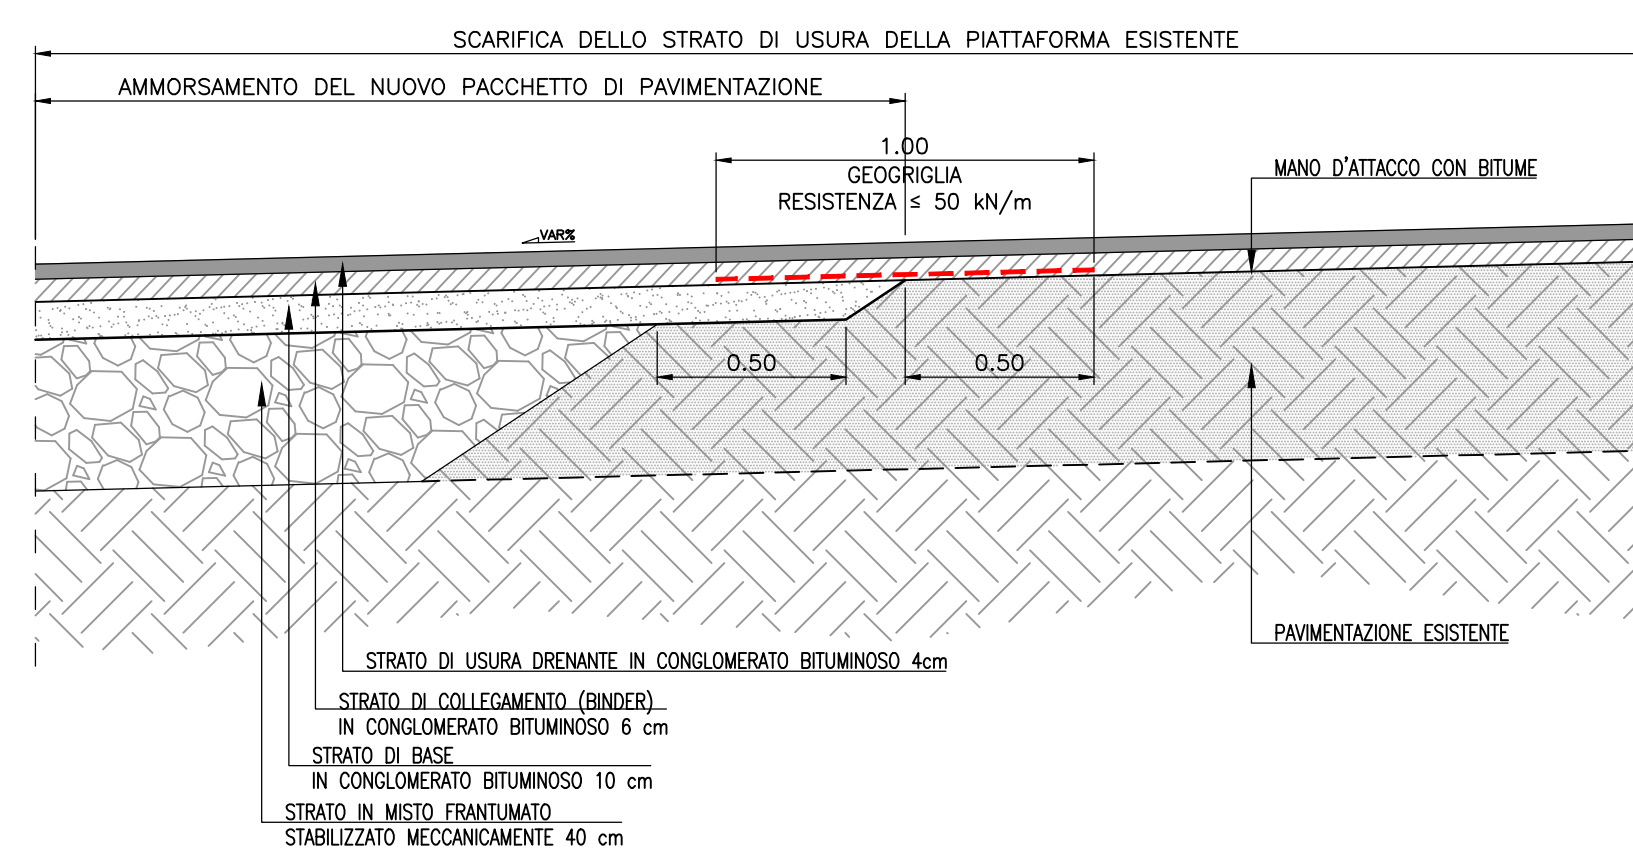 SCARIFICA DELLO STRATO DI USURA DELLA PIATTAFORMA ESISTENTE
AMMORSAMENTO DEL NUOVO PACCHETTO DI PAVIMENTAZIONE
1.00
GEOGRIGLIA
RESISTENZA ≤ 50 kN/m
MANO D'ATTACCO CON BITUME
VAR%
0.50
0.50
PAVIMENTAZIONE ESISTENTE
STRATO DI USURA DRENANTE IN CONGLOMERATO BITUMINOSO 4cm
STRATO DI COLLEGAMENTO (BINDER)
IN CONGLOMERATO BITUMINOSO 6 cm
STRATO DI BASE
IN CONGLOMERATO BITUMINOSO 10 cm
STRATO IN MISTO FRANTUMATO
STABILIZZATO MECCANICAMENTE 40 cm